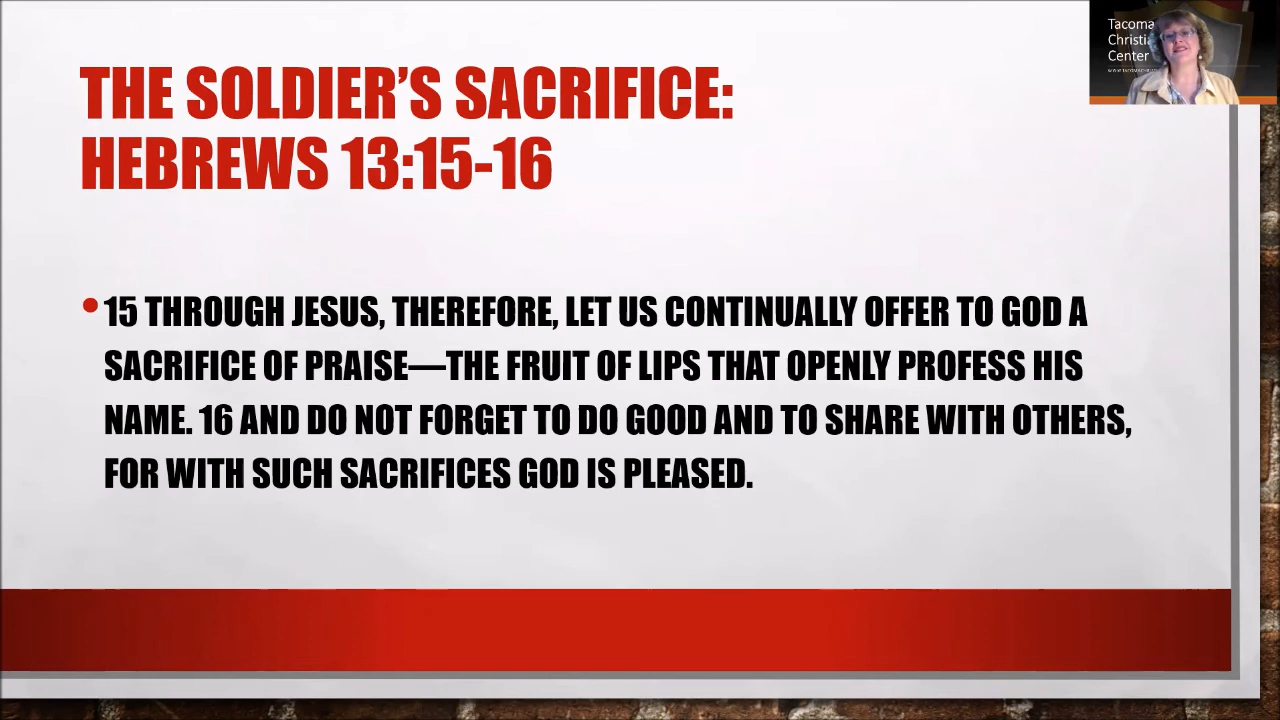 THE SOLDIER'S SACRIFICE:
HEBREWS 13:15-16
• 15 THROUGH JESUS, THEREFORE, LET US CONTINUALLY OFFER TO GOD A
SACRIFICE OF PRAISE—THE FRUIT OF LIPS THAT OPENLY PROFESS HIS
NAME. 16 AND DO NOT FORGET TO DO GOOD AND TO SHARE WITH OTHERS,
FOR WITH SUCH SACRIFICES GOD IS PLEASED.
Tacoma
Christi
Center